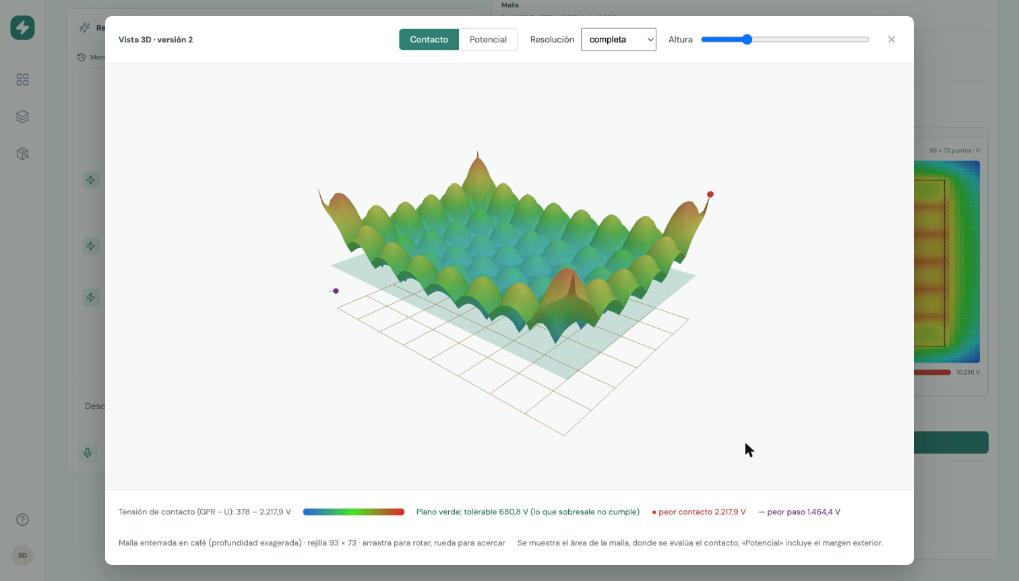 Malla
Re
Mem
Desc
SD
93 × 73 puntos · V
10.235 V
Vista 3D · versión 2
Contacto
Potencial
Resolución
completa
Altura
Tensión de contacto (GPR − U): 378 – 2.217,9 V
Plano verde: tolerable 680,8 V (lo que sobresale no cumple)
● peor contacto 2.217,9 V
— peor paso 1.464,4 V
Malla enterrada en café (profundidad exagerada) · rejilla 93 × 73 · arrastra para rotar, rueda para acercar
Se muestra el área de la malla, donde se evalúa el contacto; «Potencial» incluye el margen exterior.